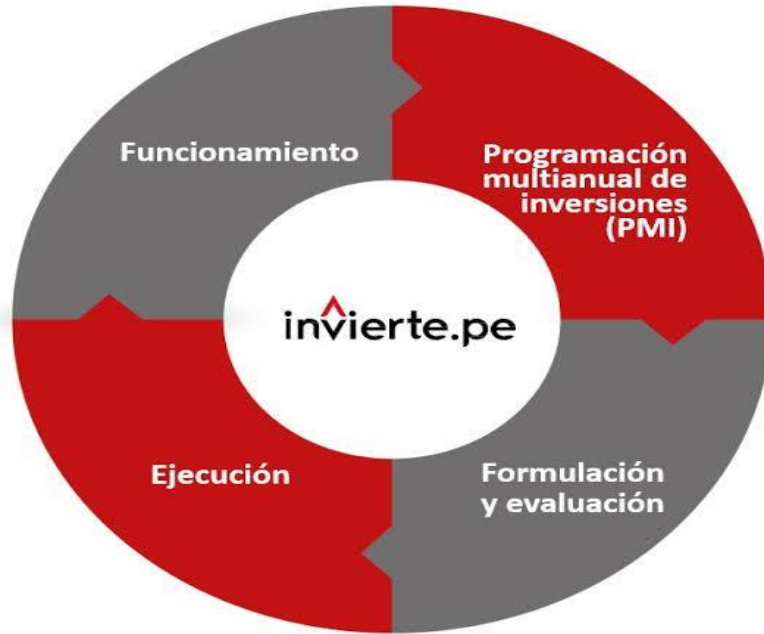 Funcionamiento
Programación
multianual de
inversiones
(PMI)
invierte.pe
Ejecución
Formulación
y evaluación